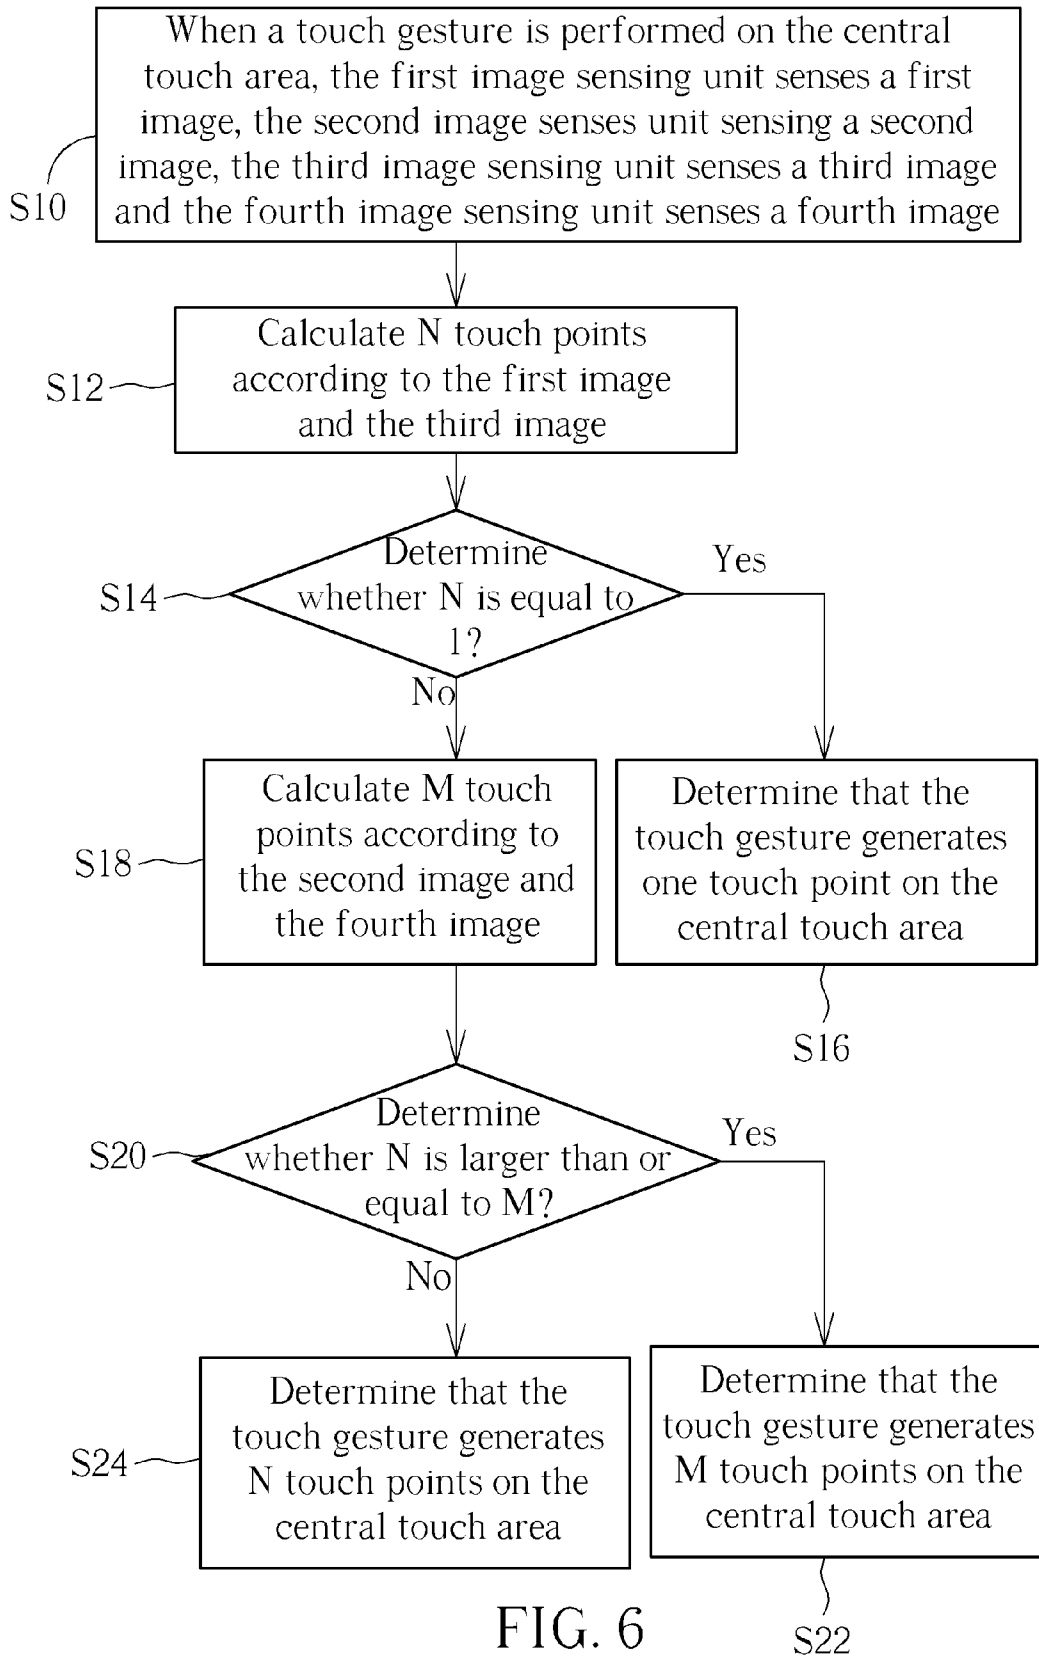 When a touch gesture is performed on the central
touch area, the first image sensing unit senses a first
image, the second image senses unit sensing a second
image, the third image sensing unit senses a third image
and the fourth image sensing unit senses a fourth image
S10
Calculate N touch points
according to the first image
and the third image
S12
Determine
whether N is equal to
1?
S14
Yes
No
Calculate M touch
points according to
the second image and
the fourth image
S18
Determine that the
touch gesture generates
one touch point on the
central touch area
S16
Determine
whether N is larger than or
equal to M?
S20
Yes
No
Determine that the
touch gesture generates
N touch points on the
central touch area
S24
Determine that the
touch gesture generates
M touch points on the
central touch area
S22
FIG. 6